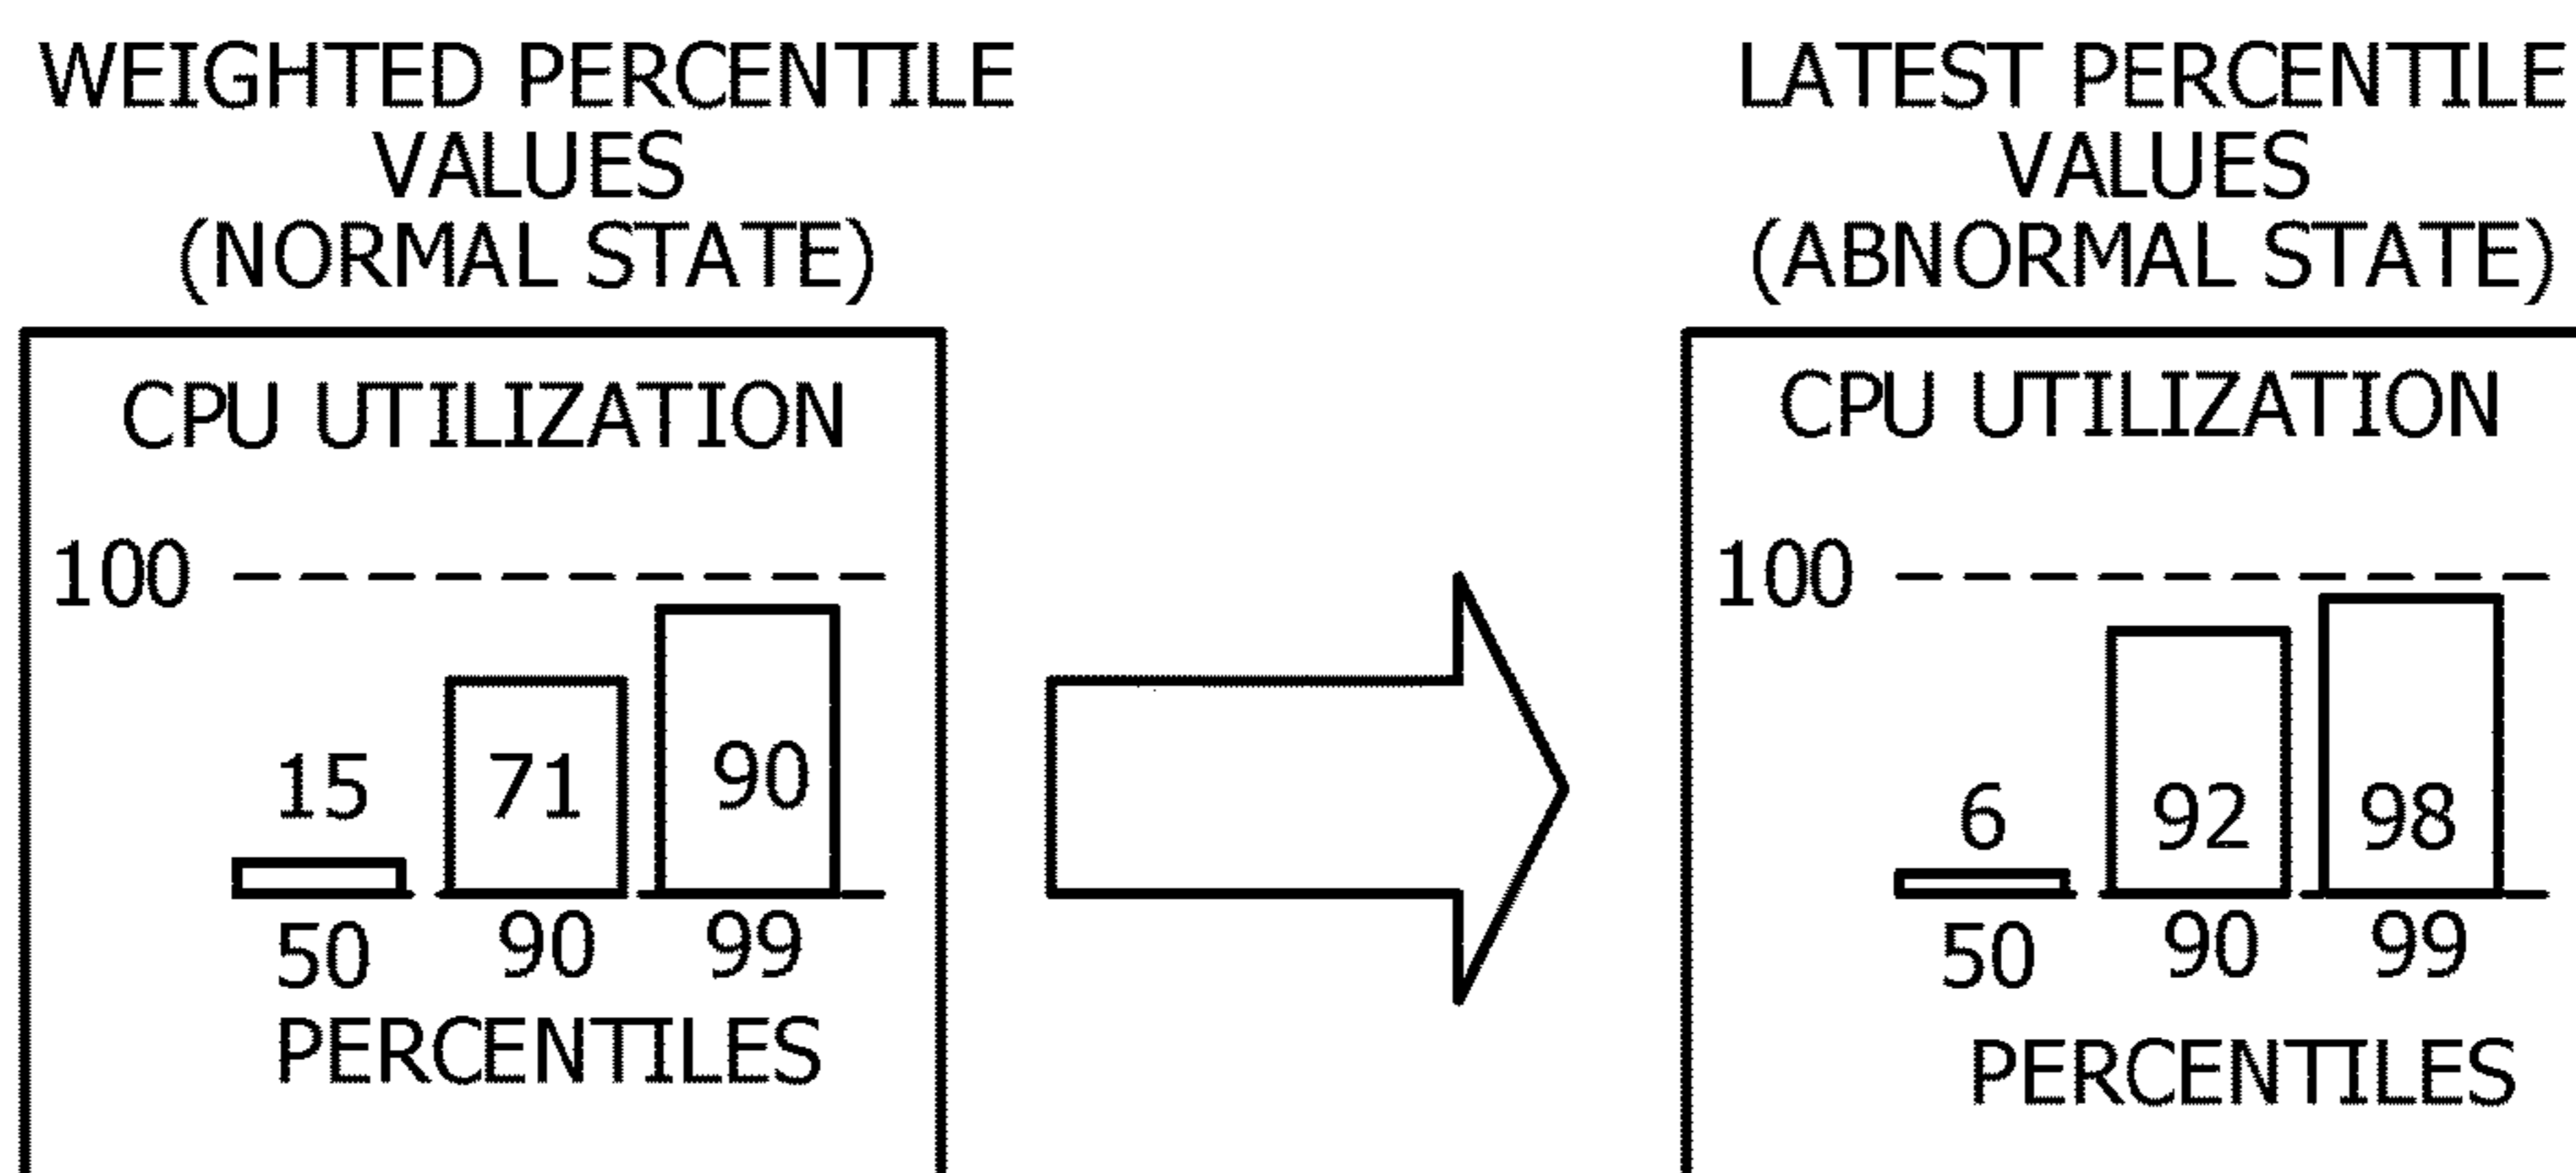 WEIGHTED PERCENTILE
VALUES
(NORMAL STATE)
CPU UTILIZATION
100
15
71
90
50
90
99
PERCENTILES
LATEST PERCENTILE
VALUES
(ABNORMAL STATE)
CPU UTILIZATION
100
6
92
98
50
90
99
PERCENTILES